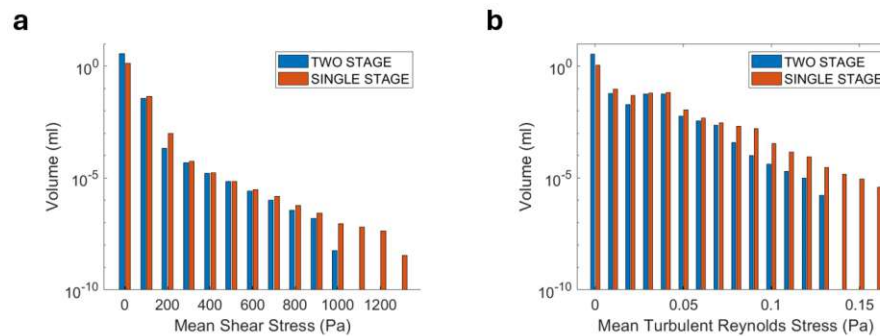 a
b
TWO STAGE
SINGLE STAGE
TWO STAGE
SINGLE STAGE
Volume (ml)
10^0
10^-5
10^-10
0 200 400 600 800 1000 1200
Mean Shear Stress (Pa)
Volume (ml)
10^0
10^-5
10^-10
0 0.05 0.1 0.15
Mean Turbulent Reynolds Stress (Pa)